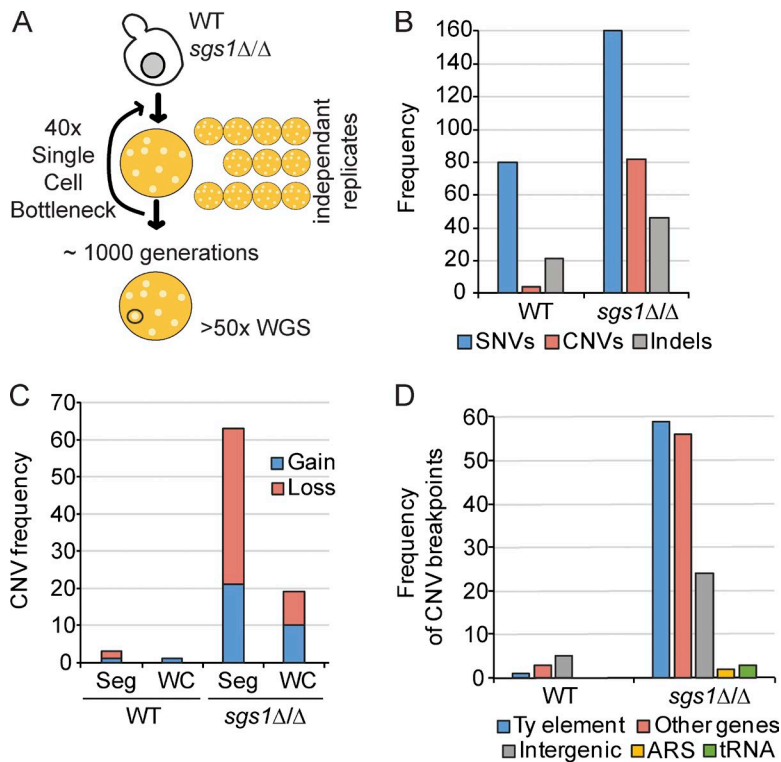 A
WT
sgs1Δ/Δ
40x
Single
Cell
Bottleneck
independant
replicates
~ 1000 generations
>50x WGS
B
Frequency
160
140
120
100
80
60
40
20
0
WT
sgs1Δ/Δ
SNVs CNVs Indels
C
CNV frequency
70
60
50
40
30
20
10
0
Gain
Loss
Seg WC Seg WC
WT sgs1Δ/Δ
D
Frequency
of CNV breakpoints
60
50
40
30
20
10
0
WT
sgs1Δ/Δ
Ty element Other genes
Intergenic ARS tRNA